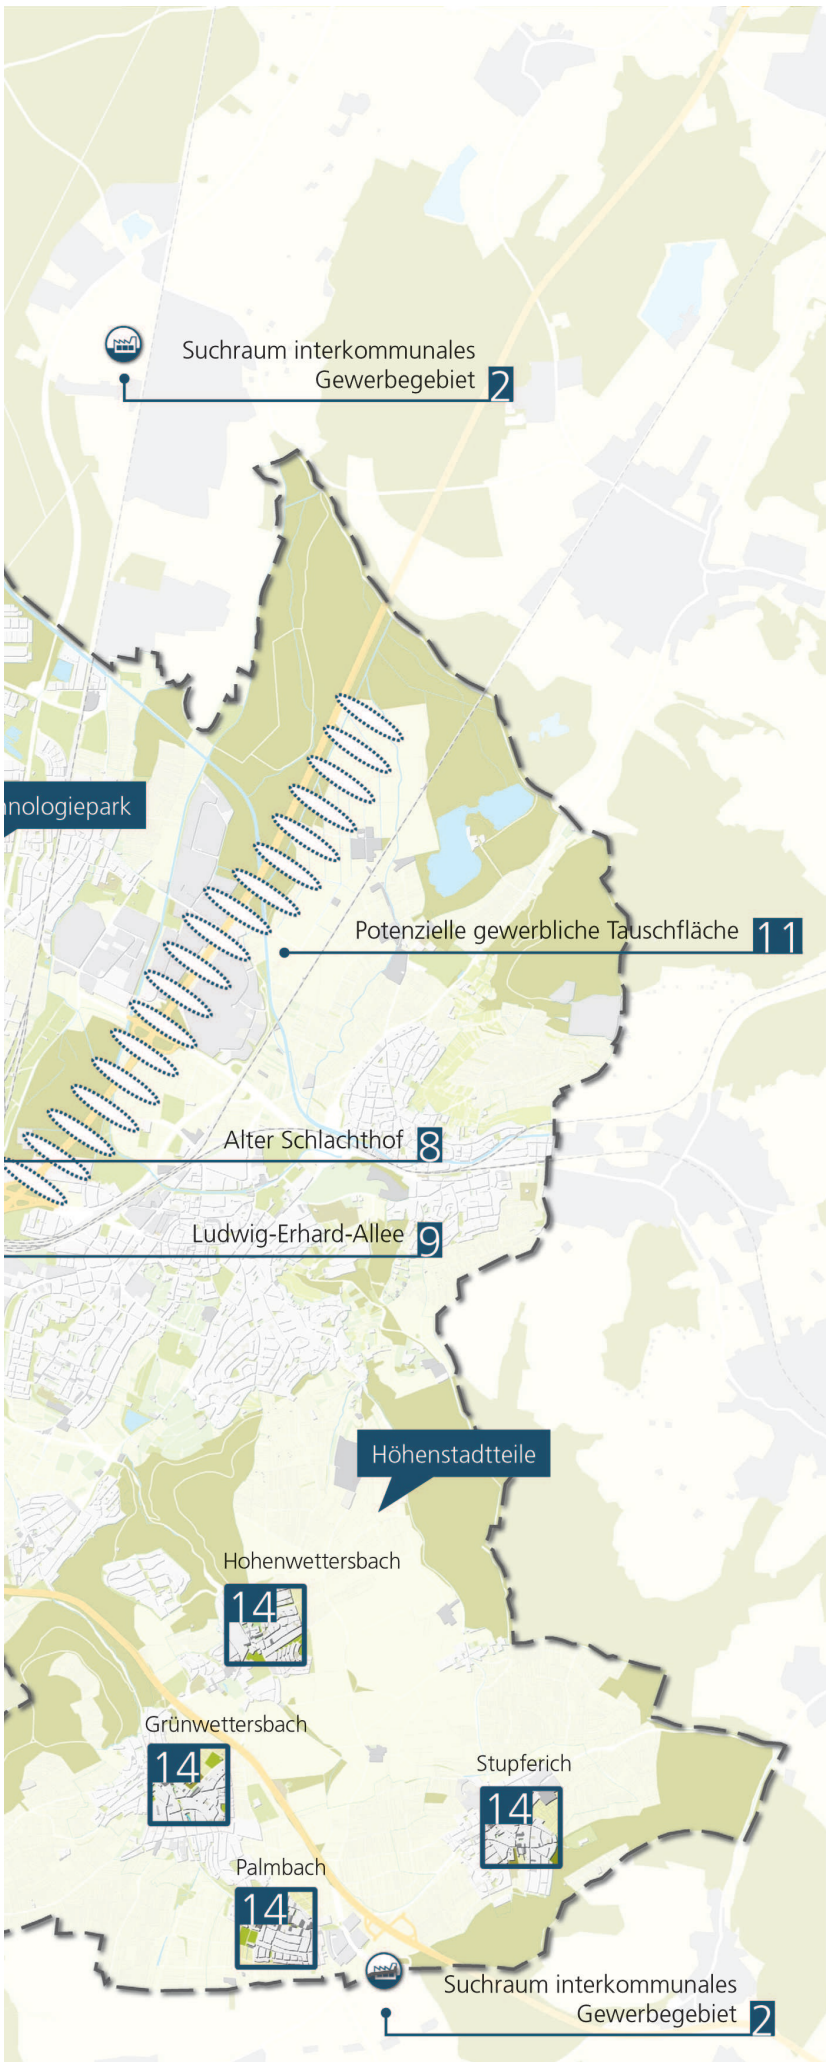 Suchraum interkommunales
Gewerbegebiet 2
nnologiepark
Potenzielle gewerbliche Tauschfläche 11
Alter Schlachthof 8
Ludwig-Erhard-Allee 9
Höhenstadtteile
Hohenwettersbach
14
Grünwettersbach
14
Stupferich
14
Palmbach
14
Suchraum interkommunales
Gewerbegebiet 2